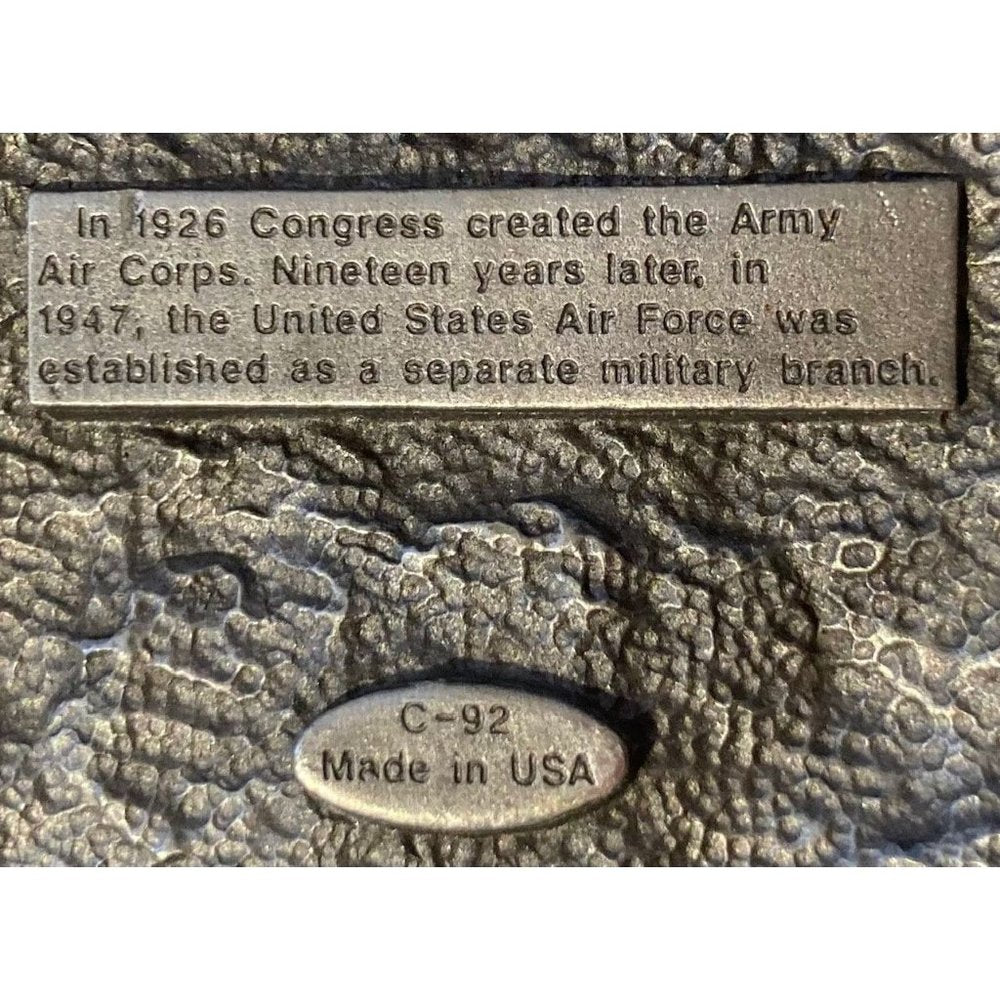 In 1926 Congress created the Army
Air Corps. Nineteen years later, in
1947, the United States Air Force was
established as a separate military branch.
C-92
Made in USA